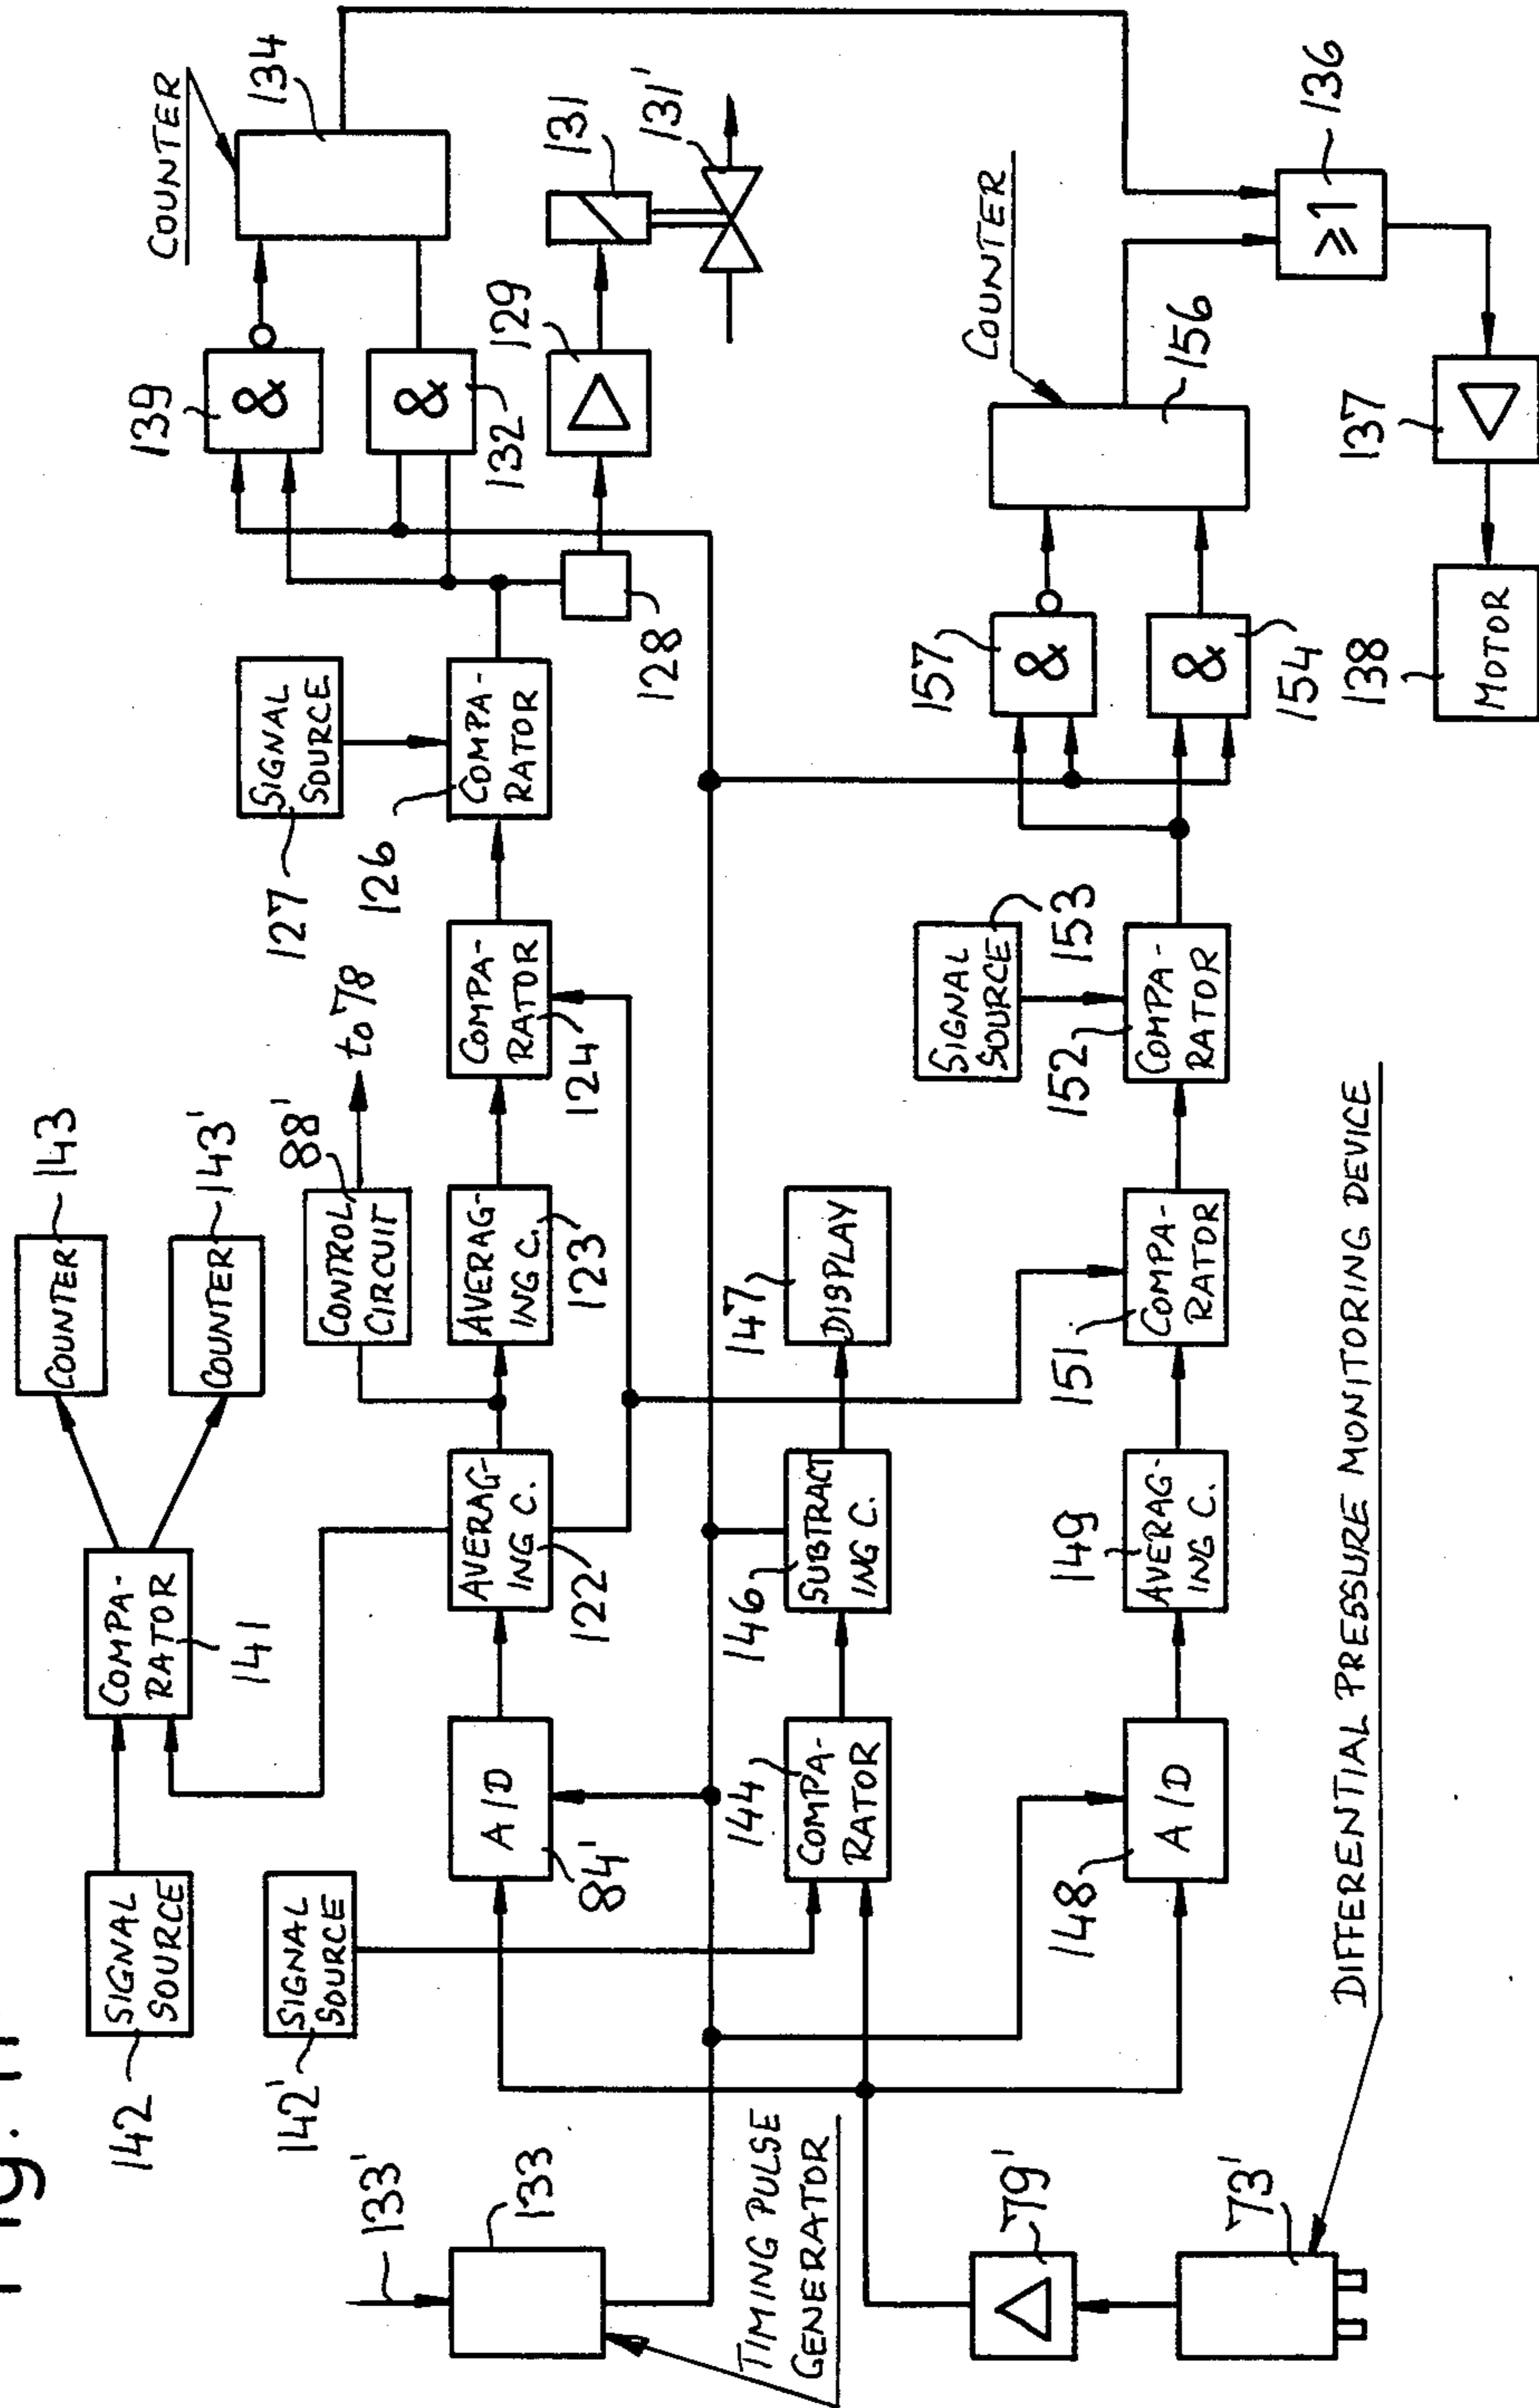 Fig. 11
COUNTER
134
139
&
&
132
129
131
131'
COUNTER
156
≥1
136
137
MOTOR
138
SIGNAL
SOURCE
127
126
COMPA-
RATOR
128
157
&
&
154
to 78
COMPA-
RATOR
124
SIGNAL
SOURCE
153
152
COMPA-
RATOR
COUNTER
143
COUNTER
143'
CONTROL
CIRCUIT
88'
AVERAG-
ING C.
123
147
DISPLAY
151
COMPA-
RATOR
COMPA-
RATOR
141
AVERAG-
ING C.
122
146
SUBTRACT
ING C.
149
AVERAG-
ING C.
SIGNAL
SOURCE
142
SIGNAL
SOURCE
142'
A/D
84'
144
COMPA-
RATOR
148
A/D
133'
133
TIMING PULSE
GENERATOR
79'
73'
DIFFERENTIAL PRESSURE MONITORING DEVICE